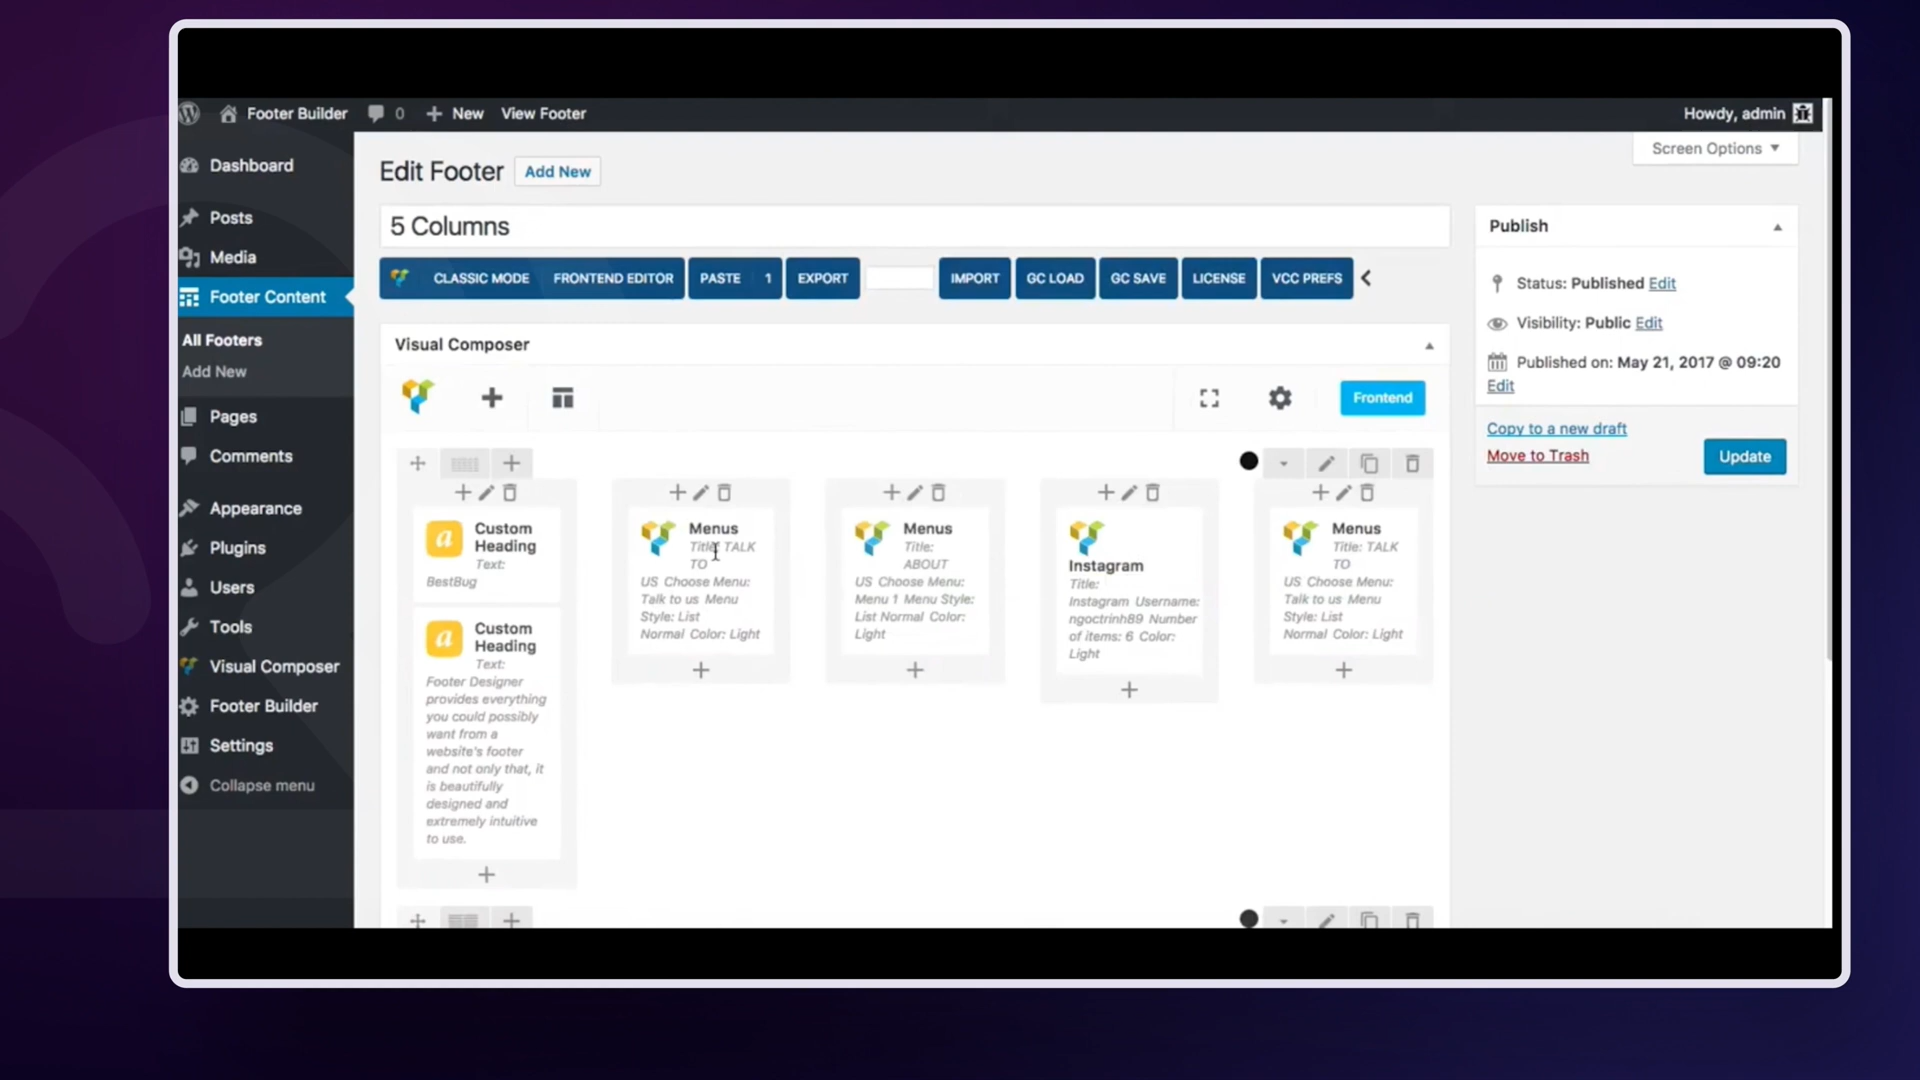 Footer Builder 0 New View Footer Howdy, admin
Screen Options
Dashboard
Posts
Media
Footer Content
All Footers
Add New
Pages
Comments
Appearance
Plugins
Users
Tools
Visual Composer
Footer Builder
Settings
Collapse menu
Edit Footer Add New
5 Columns
CLASSIC MODE FRONTEND EDITOR PASTE 1 EXPORT IMPORT GC LOAD GC SAVE LICENSE VCC PREFS
Visual Composer
Frontend
Custom
Heading
Text:
BestBug
Custom
Heading
Text:
Footer Designer
provides everything
you could possibly
want from a
website's footer
and not only that, it
is beautifully
designed and
extremely intuitive
to use.
Menus
Title: TALK
TO
US Choose Menu:
Talk to us Menu
Style: List
Normal Color: Light
Menus
Title:
ABOUT
US Choose Menu:
Menu 1 Menu Style:
List Normal Color:
Light
Instagram
Title:
Instagram Username:
ngoctrinh89 Number
of items: 6 Color:
Light
Menus
Title: TALK
TO
US Choose Menu:
Talk to us Menu
Style: List
Normal Color: Light
Publish
Status: Published Edit
Visibility: Public Edit
Published on: May 21, 2017 @ 09:20
Edit
Copy to a new draft
Move to Trash
Update